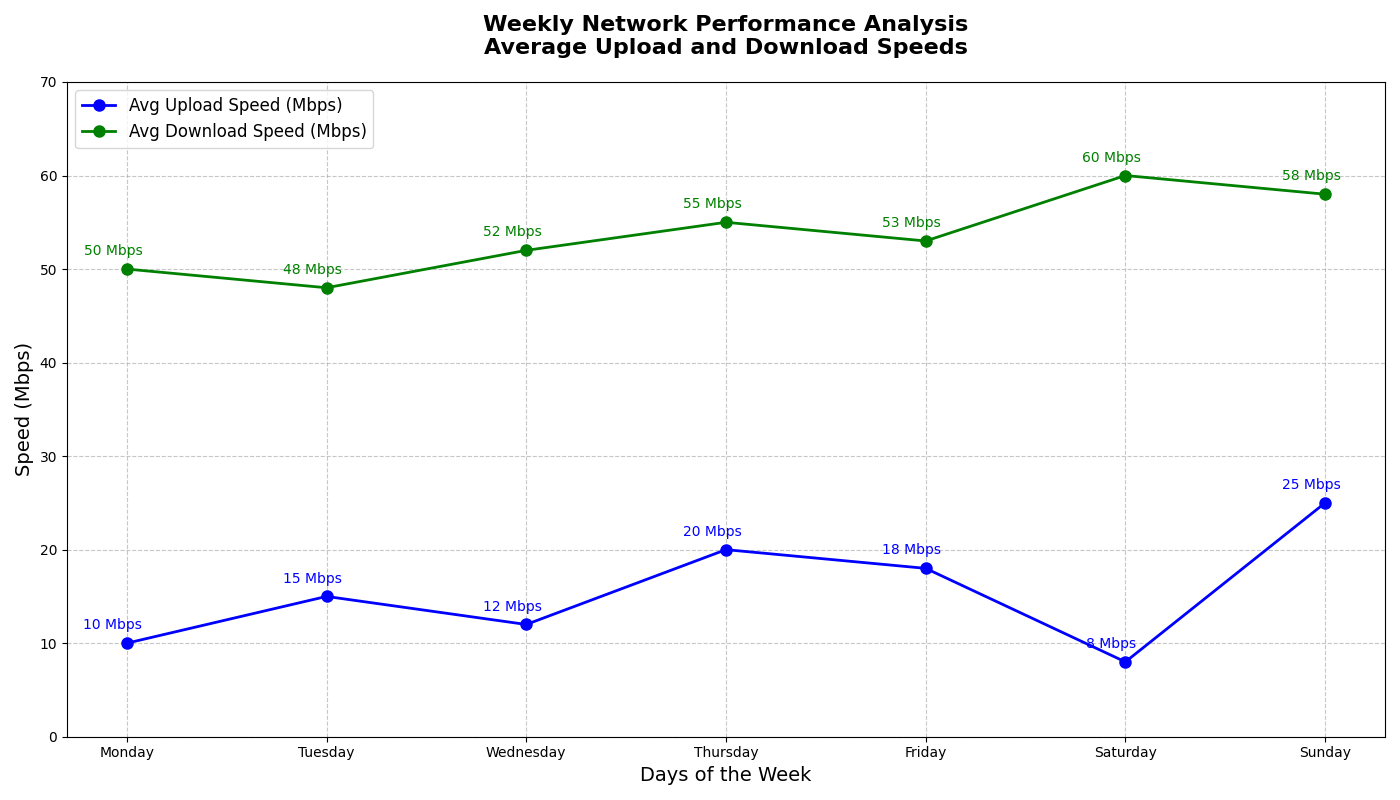 Weekly Network Performance Analysis
Average Upload and Download Speeds
Avg Upload Speed (Mbps)
Avg Download Speed (Mbps)
Speed (Mbps)
70
60
50
40
30
20
10
0
50 Mbps
48 Mbps
52 Mbps
55 Mbps
53 Mbps
60 Mbps
58 Mbps
10 Mbps
15 Mbps
12 Mbps
20 Mbps
18 Mbps
8 Mbps
25 Mbps
Monday
Tuesday
Wednesday
Thursday
Friday
Saturday
Sunday
Days of the Week